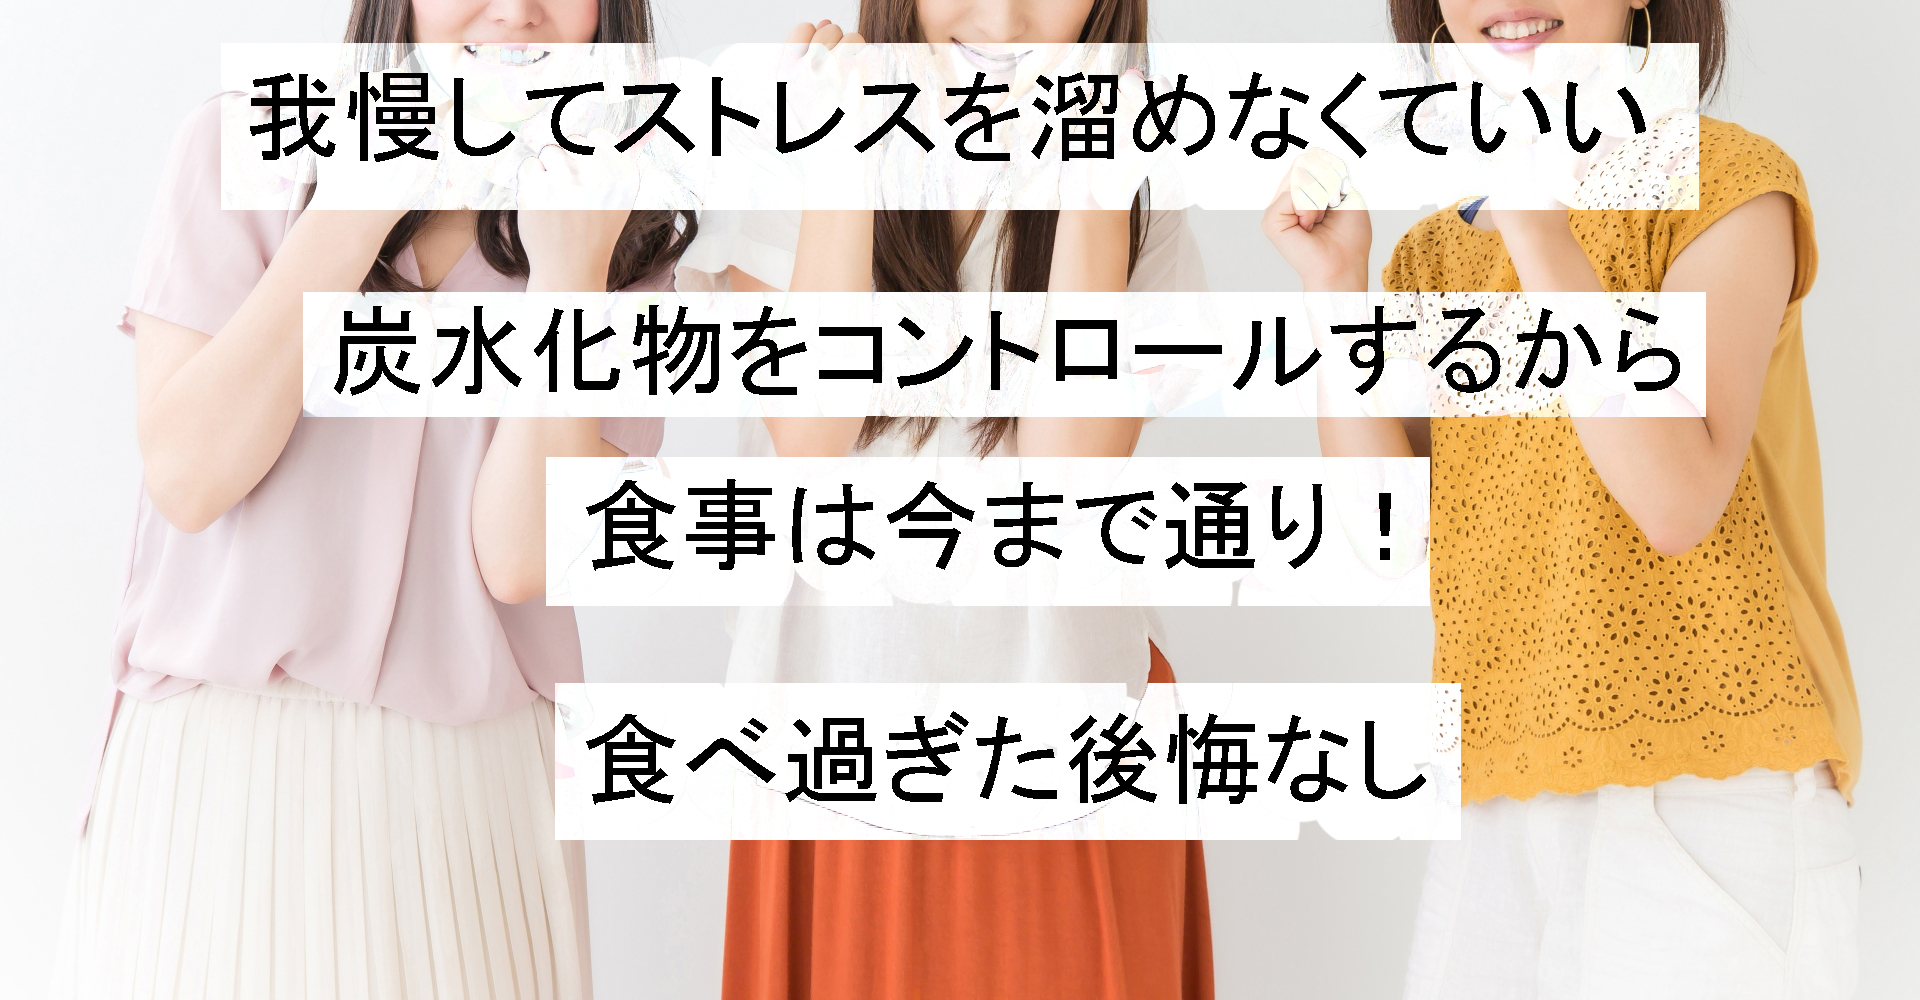 我慢してストレスを溜めなくていい
炭水化物をコントロールするから
食事は今まで通り！
食べ過ぎた後悔なし